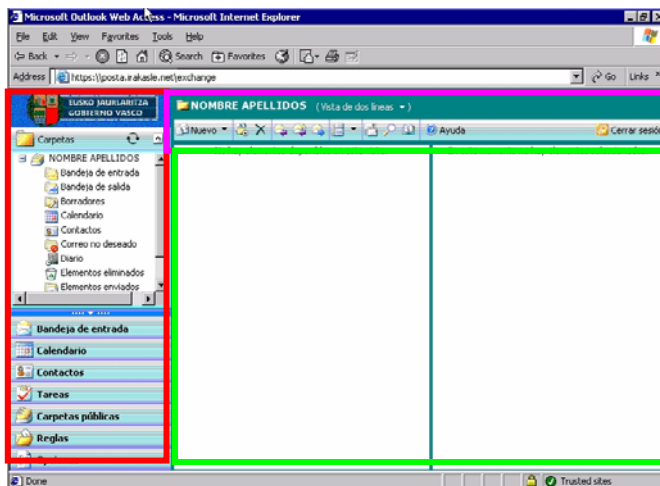 Microsoft Outlook Web Access - Microsoft Internet Explorer
File Edit View Favorites Tools Help
Back Search Favorites
Address https://posta.irakasle.net/exchange Go Links
EUSKO JAURLARITZA
GOBIERNO VASCO
NOMBRE APELLIDOS (Vista de dos líneas)
Nuevo Ayuda Cerrar sesión
Carpetas
NOMBRE APELLIDOS
Bandeja de entrada
Bandeja de salida
Borradores
Calendario
Contactos
Correo no deseado
Diario
Elementos eliminados
Elementos enviados
Bandeja de entrada
Calendario
Contactos
Tareas
Carpetas públicas
Reglas
Done Trusted sites